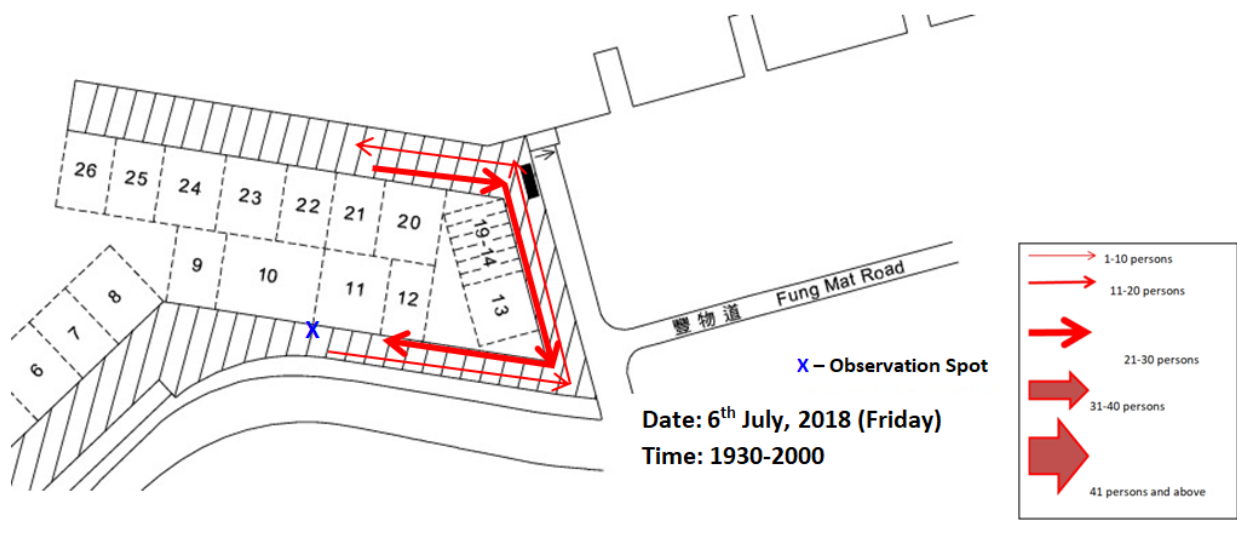 26
25
24
23
22
21
20
19-14
13
9
10
11
12
8
7
6
X
豐物道 Fung Mat Road
X – Observation Spot
Date: 6th July, 2018 (Friday)
Time: 1930-2000
1-10 persons
11-20 persons
21-30 persons
31-40 persons
41 persons and above